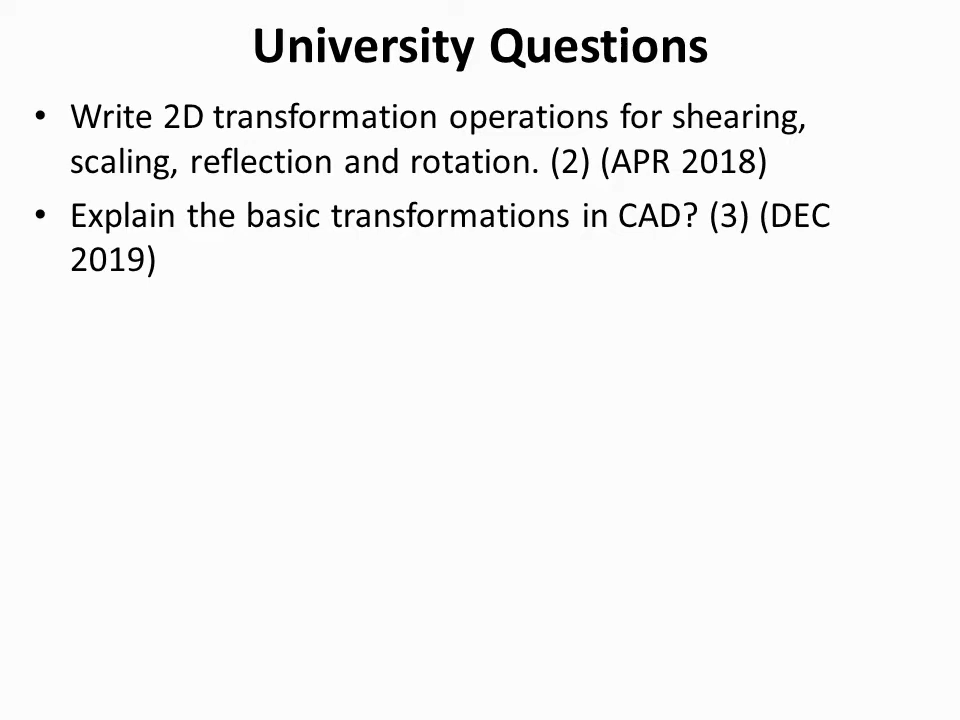 University Questions
• Write 2D transformation operations for shearing,
scaling, reflection and rotation. (2) (APR 2018)
• Explain the basic transformations in CAD? (3) (DEC
2019)